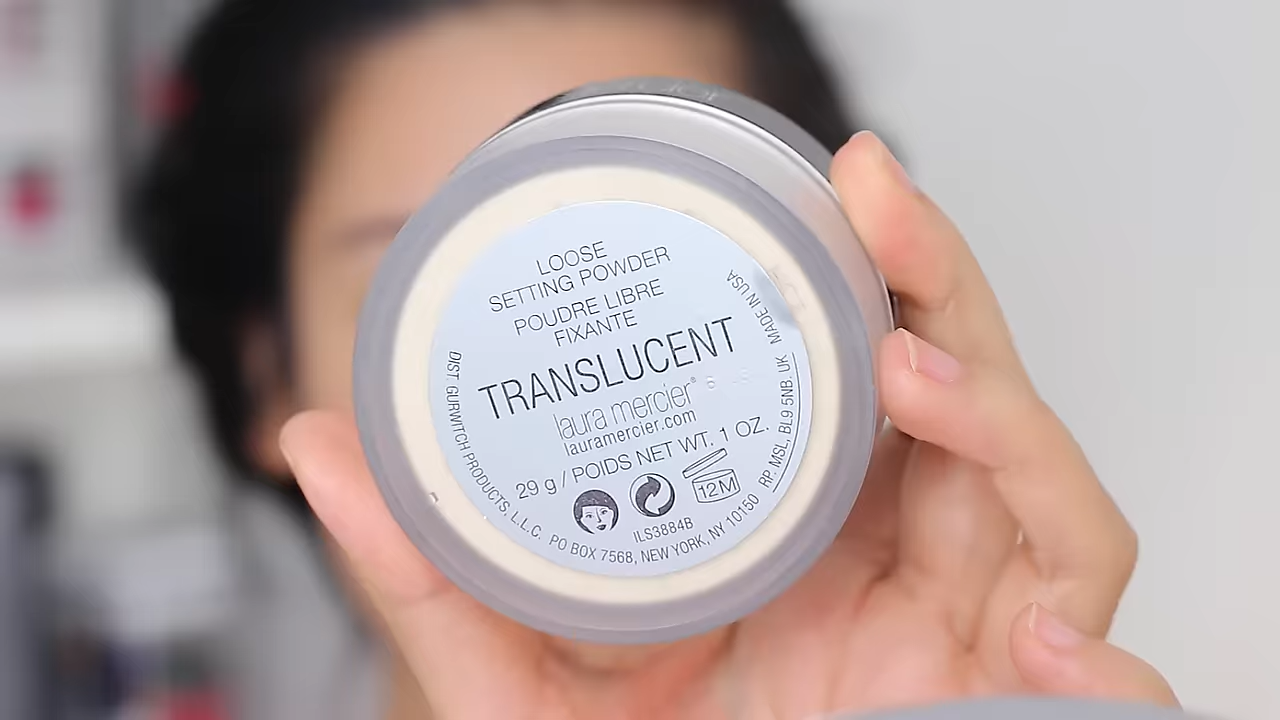 LOOSE
SETTING POWDER
POUDRE LIBRE
FIXANTE
TRANSLUCENT
laura mercier®
lauramercier.com
29 g / POIDS NET WT. 1 OZ.
12M
ILS3884B
DIST. GURWITCH PRODUCTS, L.L.C. PO BOX 7568, NEW YORK, NY 10150
RP. MSL, BL9 5NB. UK
MADE IN USA